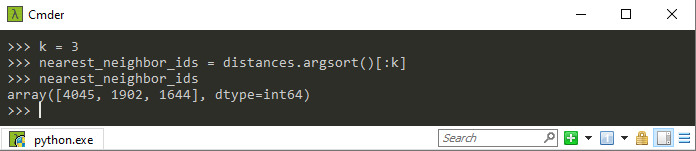 Cmder
>>> k = 3
>>> nearest_neighbor_ids = distances.argsort()[:k]
>>> nearest_neighbor_ids
array([4045, 1902, 1644], dtype=int64)
>>>
python.exe
Search